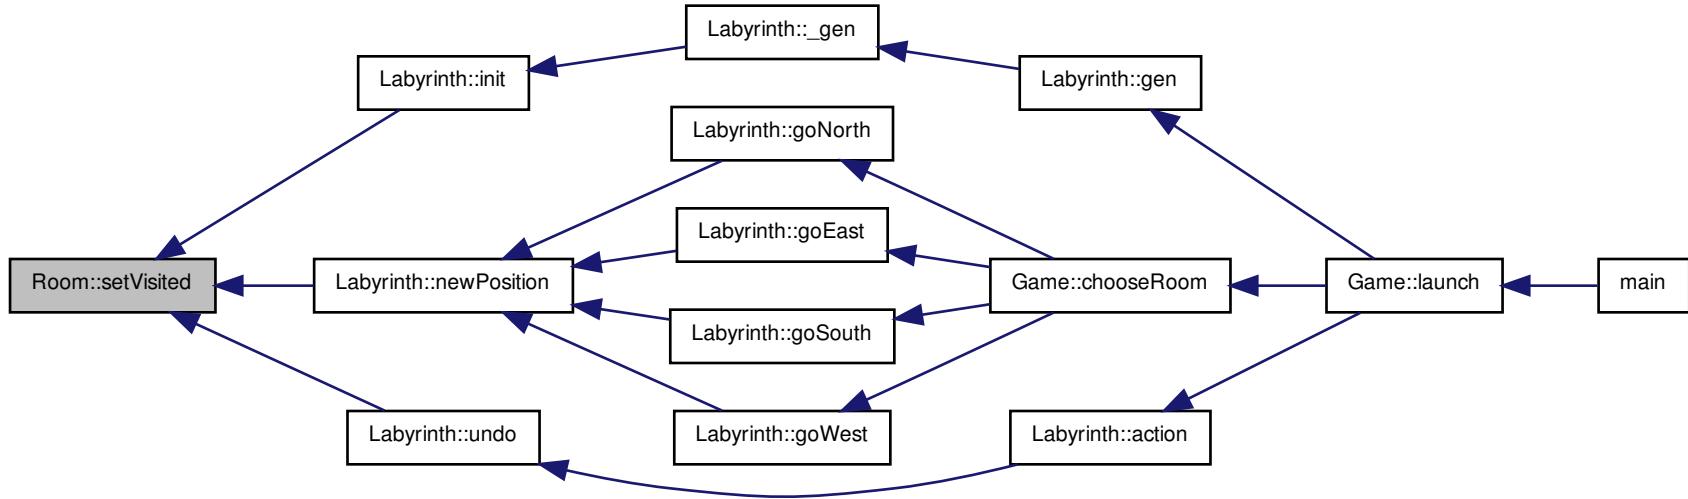 Labyrinth::_gen
Labyrinth::init
Labyrinth::gen
Labyrinth::goNorth
Labyrinth::goEast
Room::setVisited
Labyrinth::newPosition
Game::chooseRoom
Game::launch
main
Labyrinth::goSouth
Labyrinth::undo
Labyrinth::goWest
Labyrinth::action